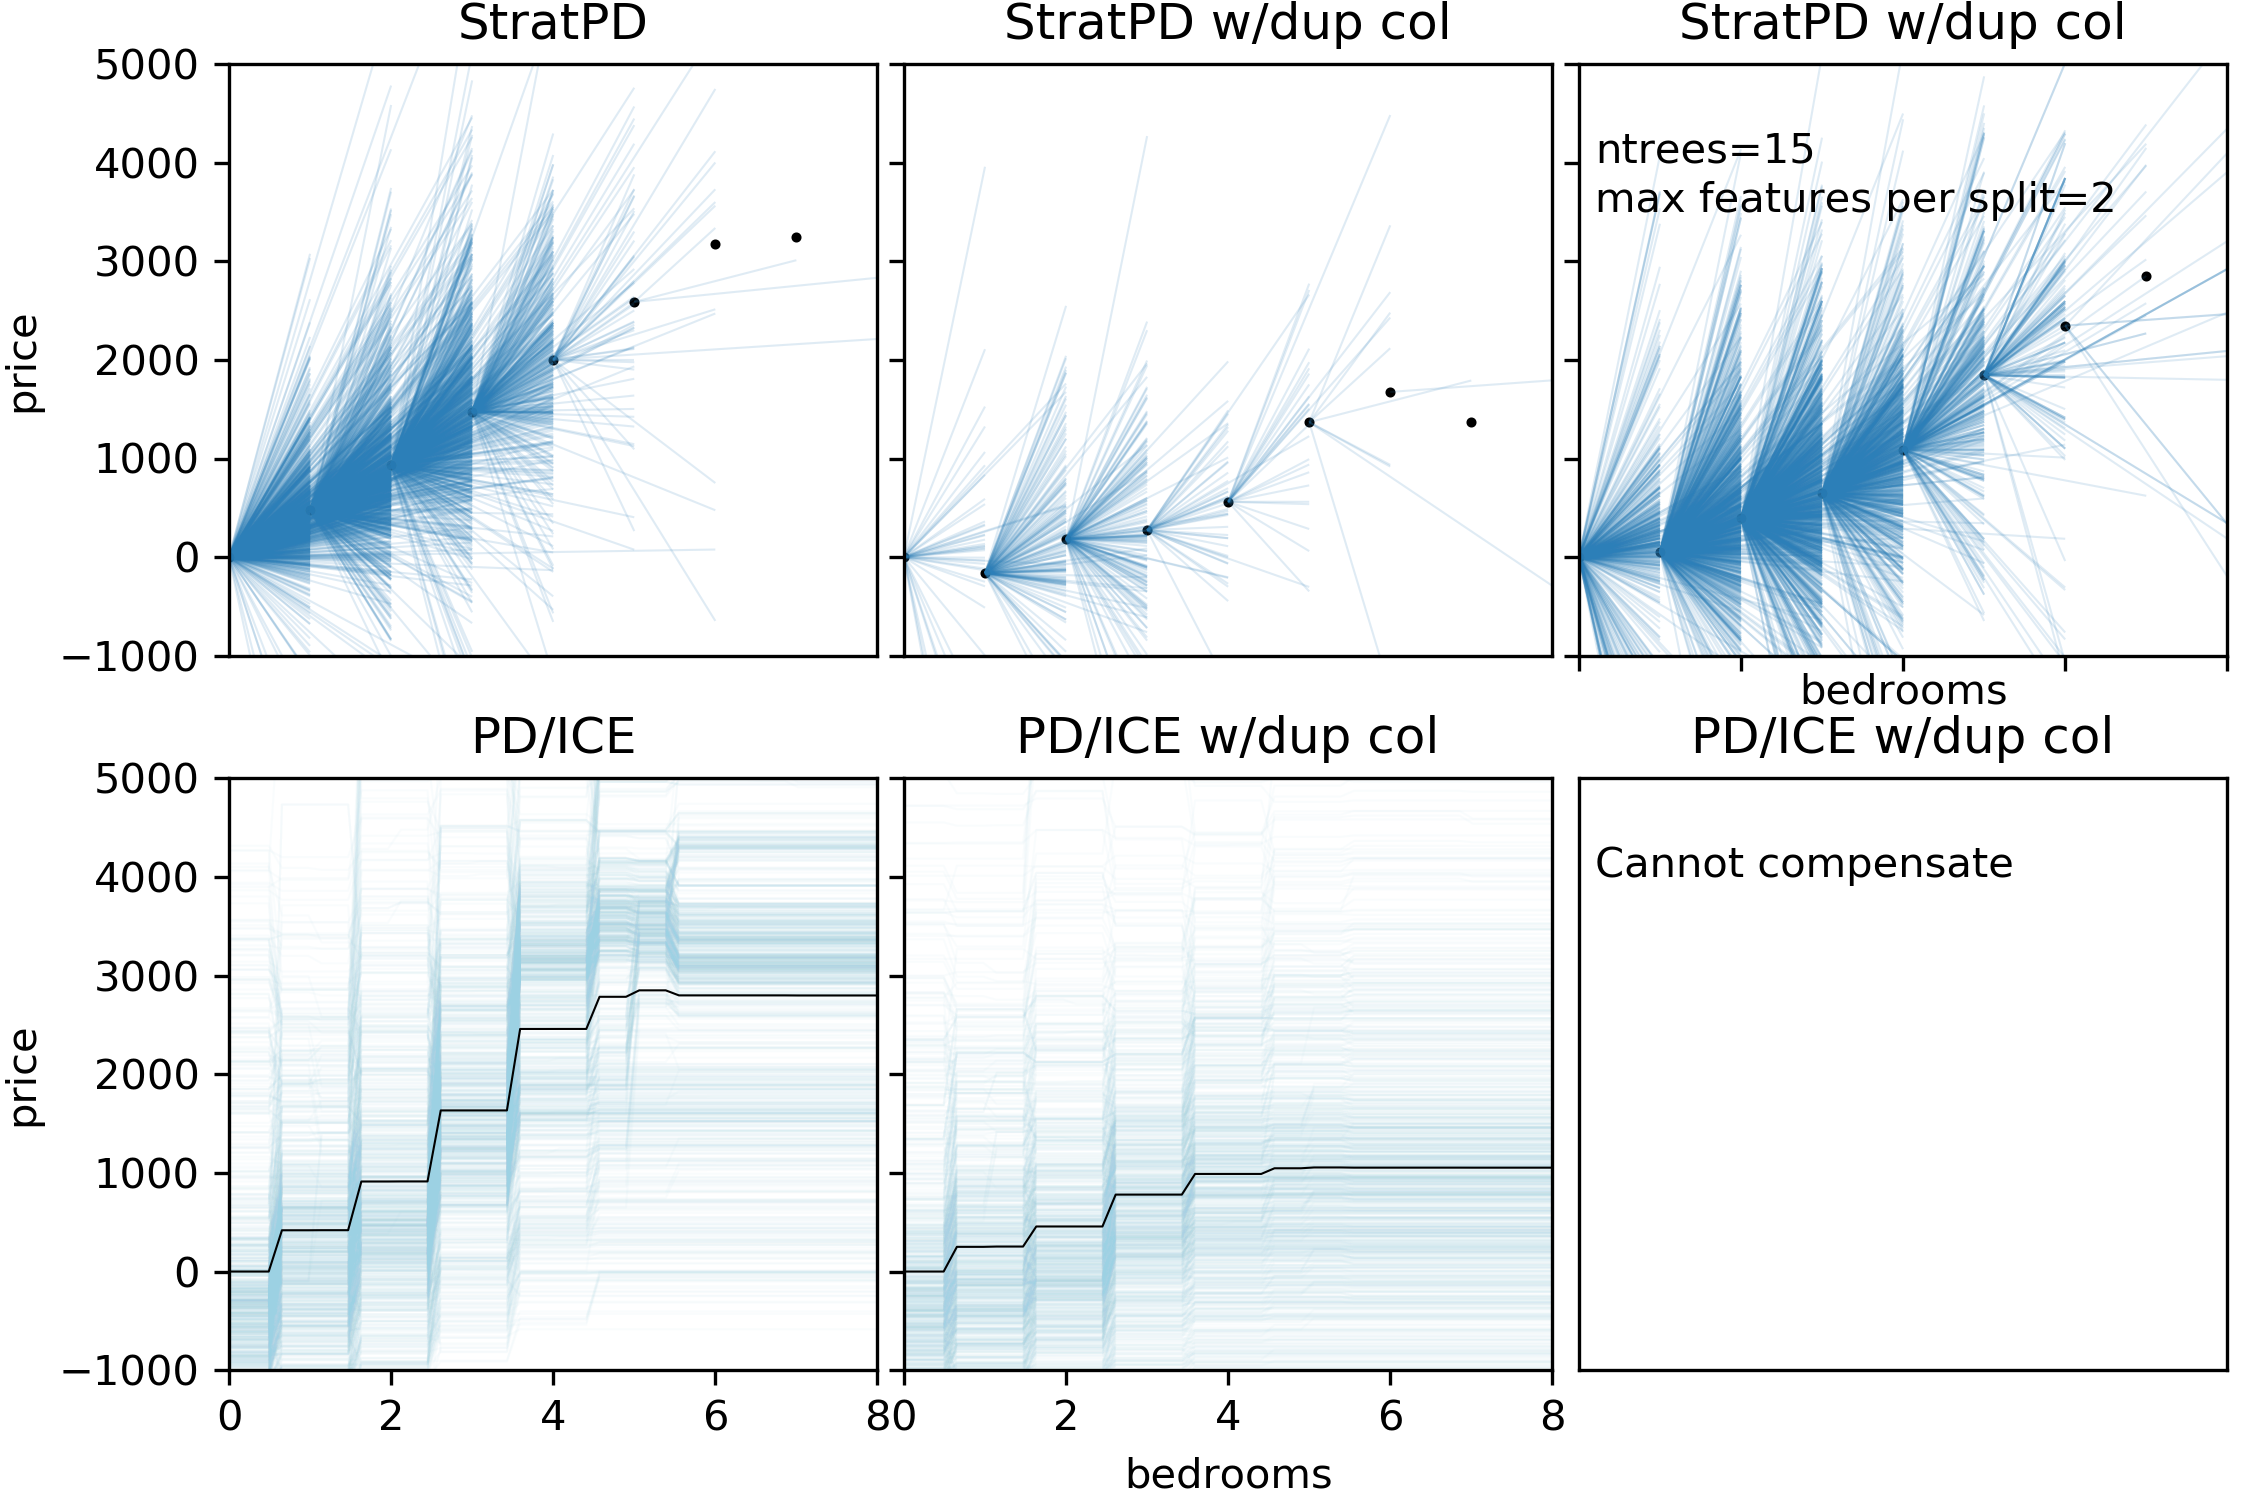 StratPD
StratPD w/dup col
StratPD w/dup col
5000
4000
3000
2000
1000
0
−1000
price
ntrees=15
max features per split=2
bedrooms
PD/ICE
PD/ICE w/dup col
PD/ICE w/dup col
5000
4000
3000
2000
1000
0
−1000
price
Cannot compensate
0 2 4 6 8
0 2 4 6 8
bedrooms